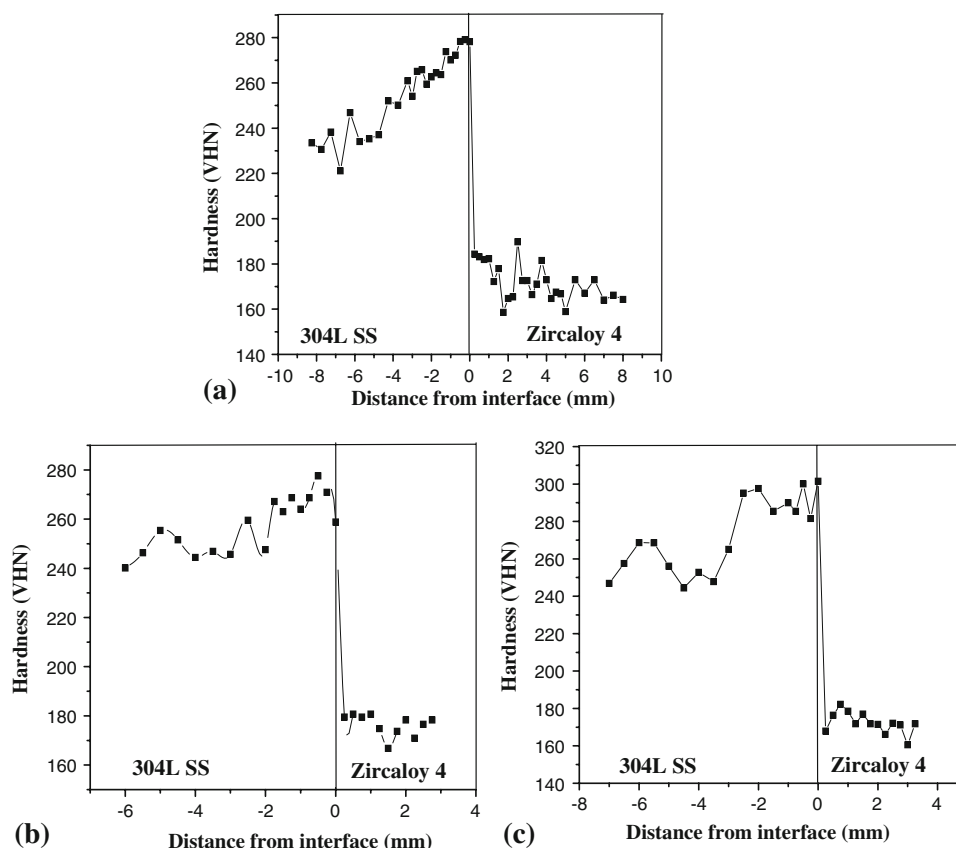 280
260
240
220
200
180
160
140
Hardness (VHN)
304L SS
Zircaloy 4
-10 -8 -6 -4 -2 0 2 4 6 8 10
(a)
Distance from interface (mm)
280
260
240
220
200
180
160
Hardness (VHN)
304L SS
Zircaloy 4
-6 -4 -2 0 2 4
(b)
Distance from interface (mm)
320
300
280
260
240
220
200
180
160
140
Hardness (VHN)
304L SS
Zircaloy 4
-8 -6 -4 -2 0 2 4
(c)
Distance from interface (mm)